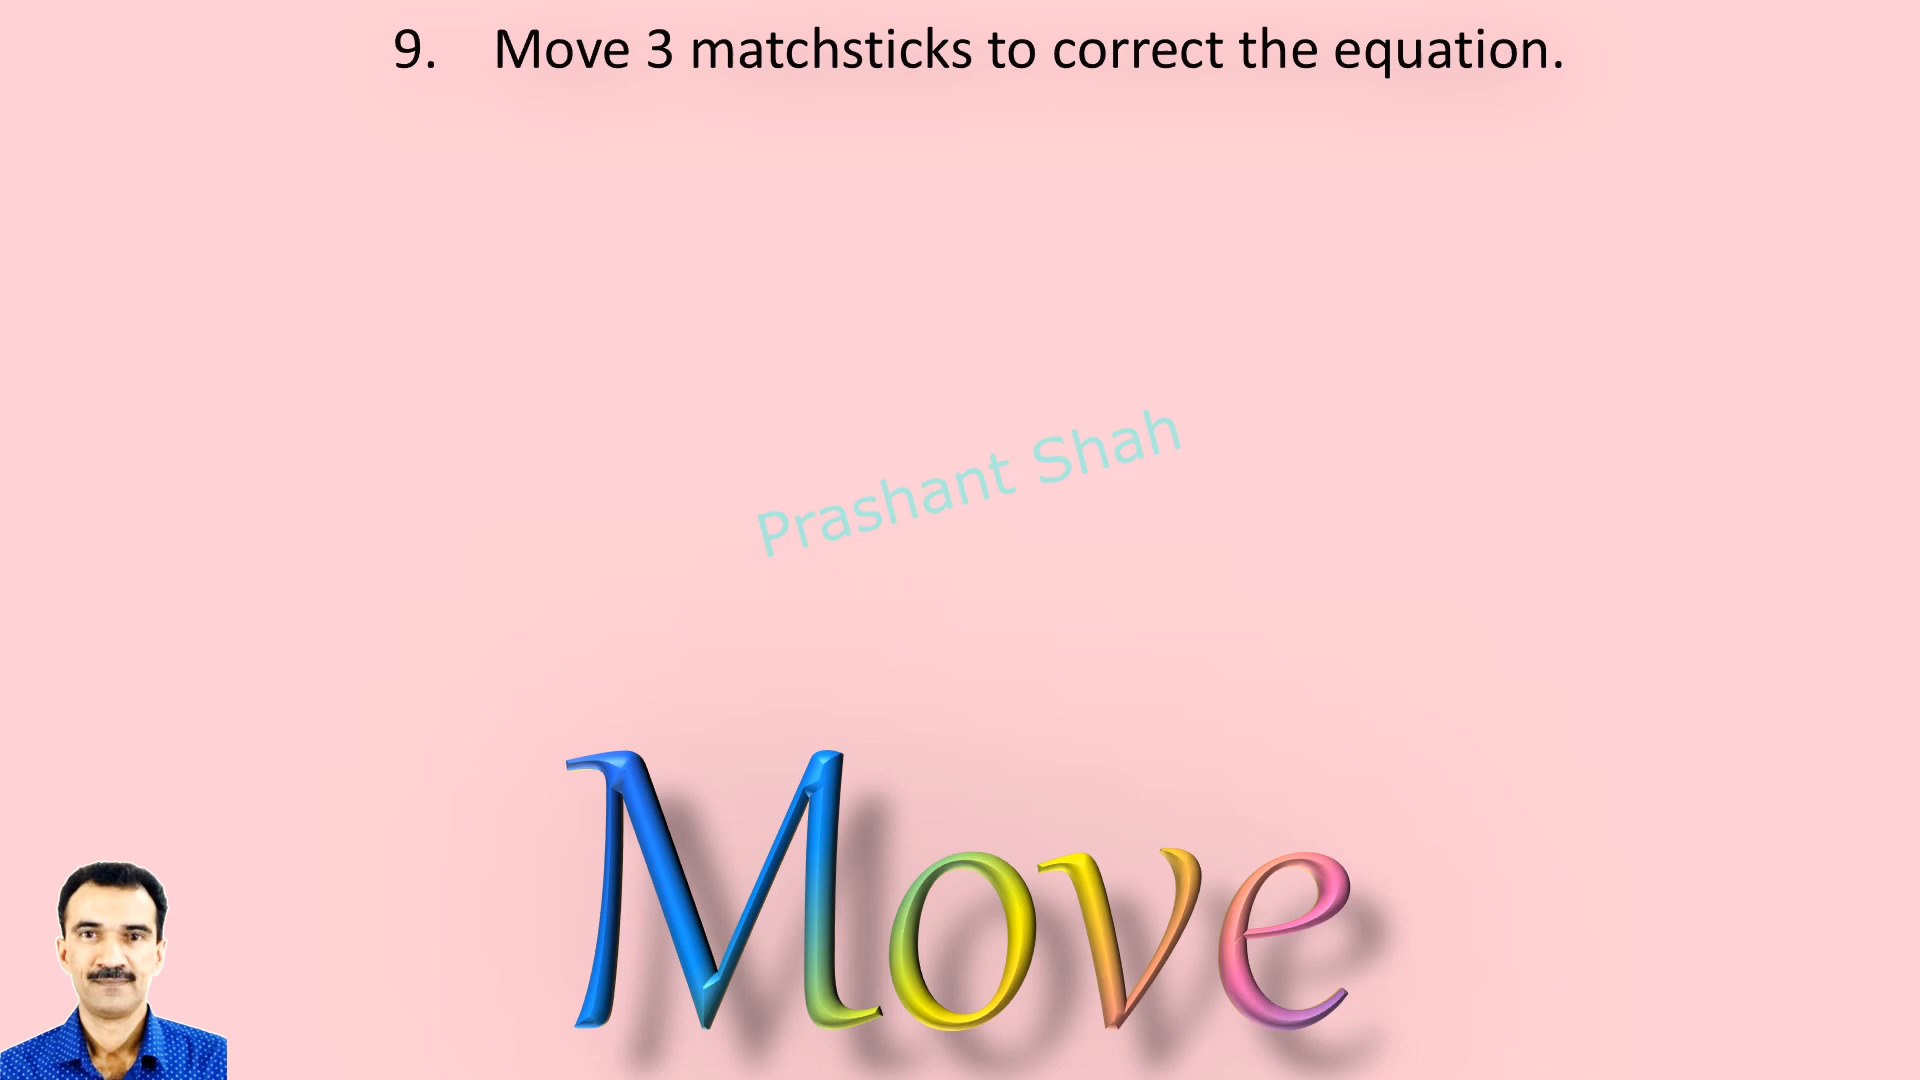 9. Move 3 matchsticks to correct the equation.
Prashant Shah
Move